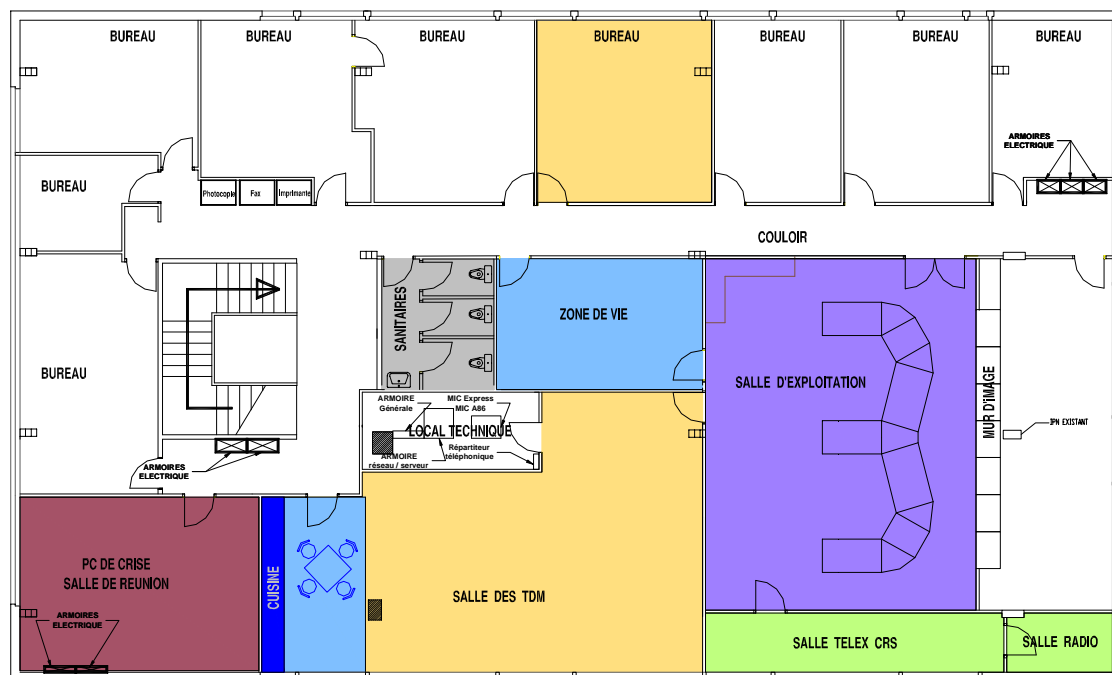 BUREAU
BUREAU
BUREAU
BUREAU
BUREAU
BUREAU
BUREAU
ARMOIRES
ELECTRIQUE
BUREAU
Photocopie
Fax
Imprimante
COULOIR
SANITAIRES
ZONE DE VIE
BUREAU
SALLE D'EXPLOITATION
MUR D'IMAGE
IPN EXISTANT
ARMOIRE
Générale
MIC Express
MIC A86
LOCAL TECHNIQUE
ARMOIRE
réseau / serveur
Répartiteur
téléphonique
ARMOIRES
ELECTRIQUE
PC DE CRISE
SALLE DE REUNION
CUISINE
SALLE DES TDM
ARMOIRES
ELECTRIQUE
SALLE TELEX CRS
SALLE RADIO